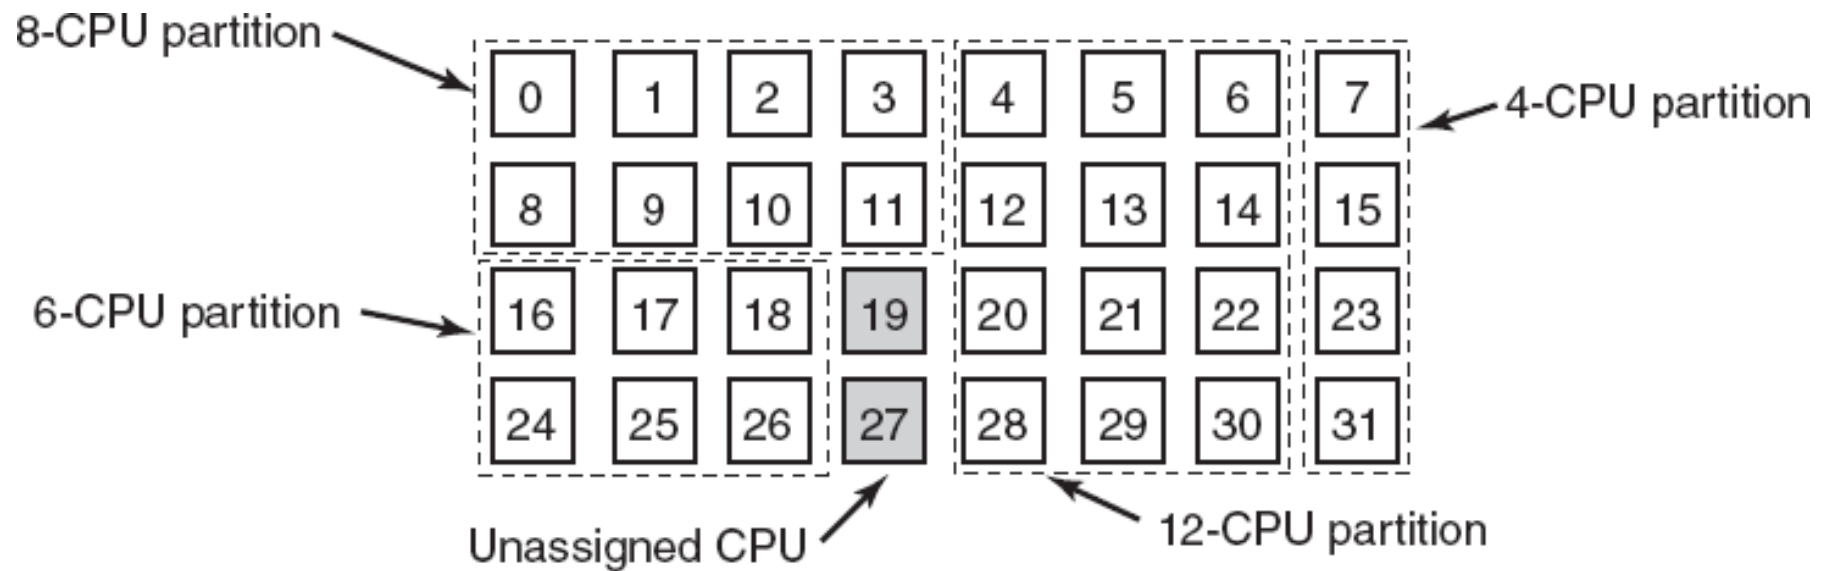 8-CPU partition
0 1 2 3 4 5 6 7
4-CPU partition
8 9 10 11 12 13 14 15
6-CPU partition
16 17 18 19 20 21 22 23
24 25 26 27 28 29 30 31
Unassigned CPU
12-CPU partition